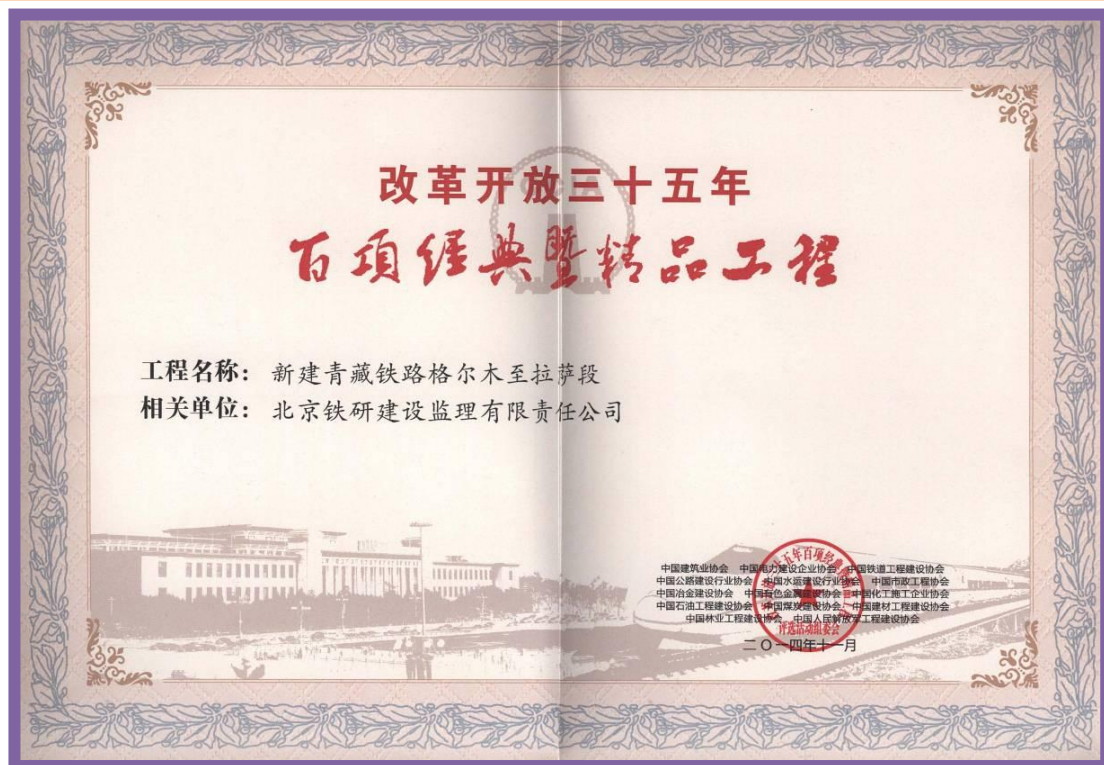 改革开放三十五年
百项经典暨精品工程
工程名称：新建青藏铁路格尔木至拉萨段
相关单位：北京铁研建设监理有限责任公司
中国建筑业协会 中国电力建设企业协会 中国铁道工程建设协会
中国公路建设行业协会 中国水运建设行业协会 中国市政工程协会
中国冶金建设协会 中国有色金属建设协会 中国化工施工企业协会
中国石油工程建设协会 中国煤炭建设协会 中国建材工程建设协会
中国林业工程建设协会 中国人民解放军工程建设协会
评选活动组委会
二〇一四年十一月